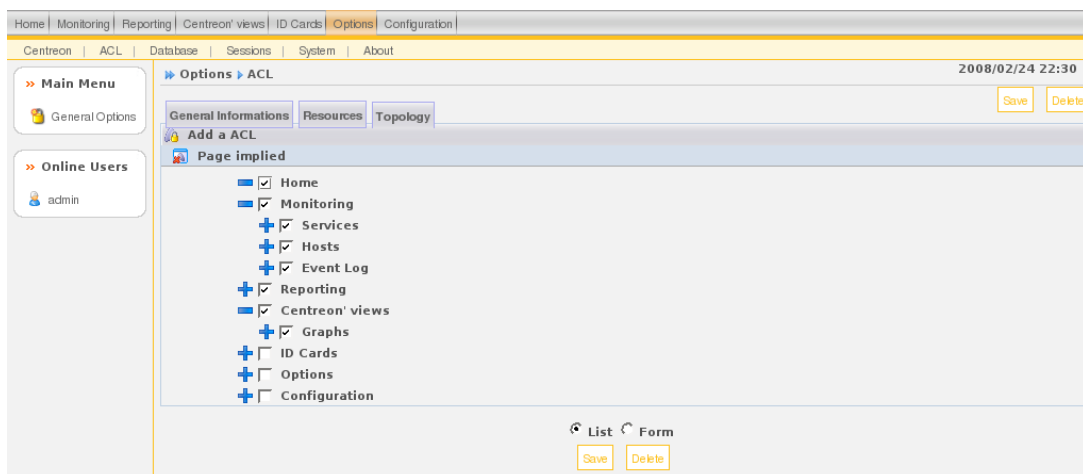 Home Monitoring Reporting Centreon' views ID Cards Options Configuration
Centreon | ACL | Database | Sessions | System | About
» Main Menu
General Options
» Online Users
admin
Options ACL
2008/02/24 22:30
Save Delete
General Informations Resources Topology
Add a ACL
Page implied
Home
Monitoring
Services
Hosts
Event Log
Reporting
Centreon' views
Graphs
ID Cards
Options
Configuration
List Form
Save Delete